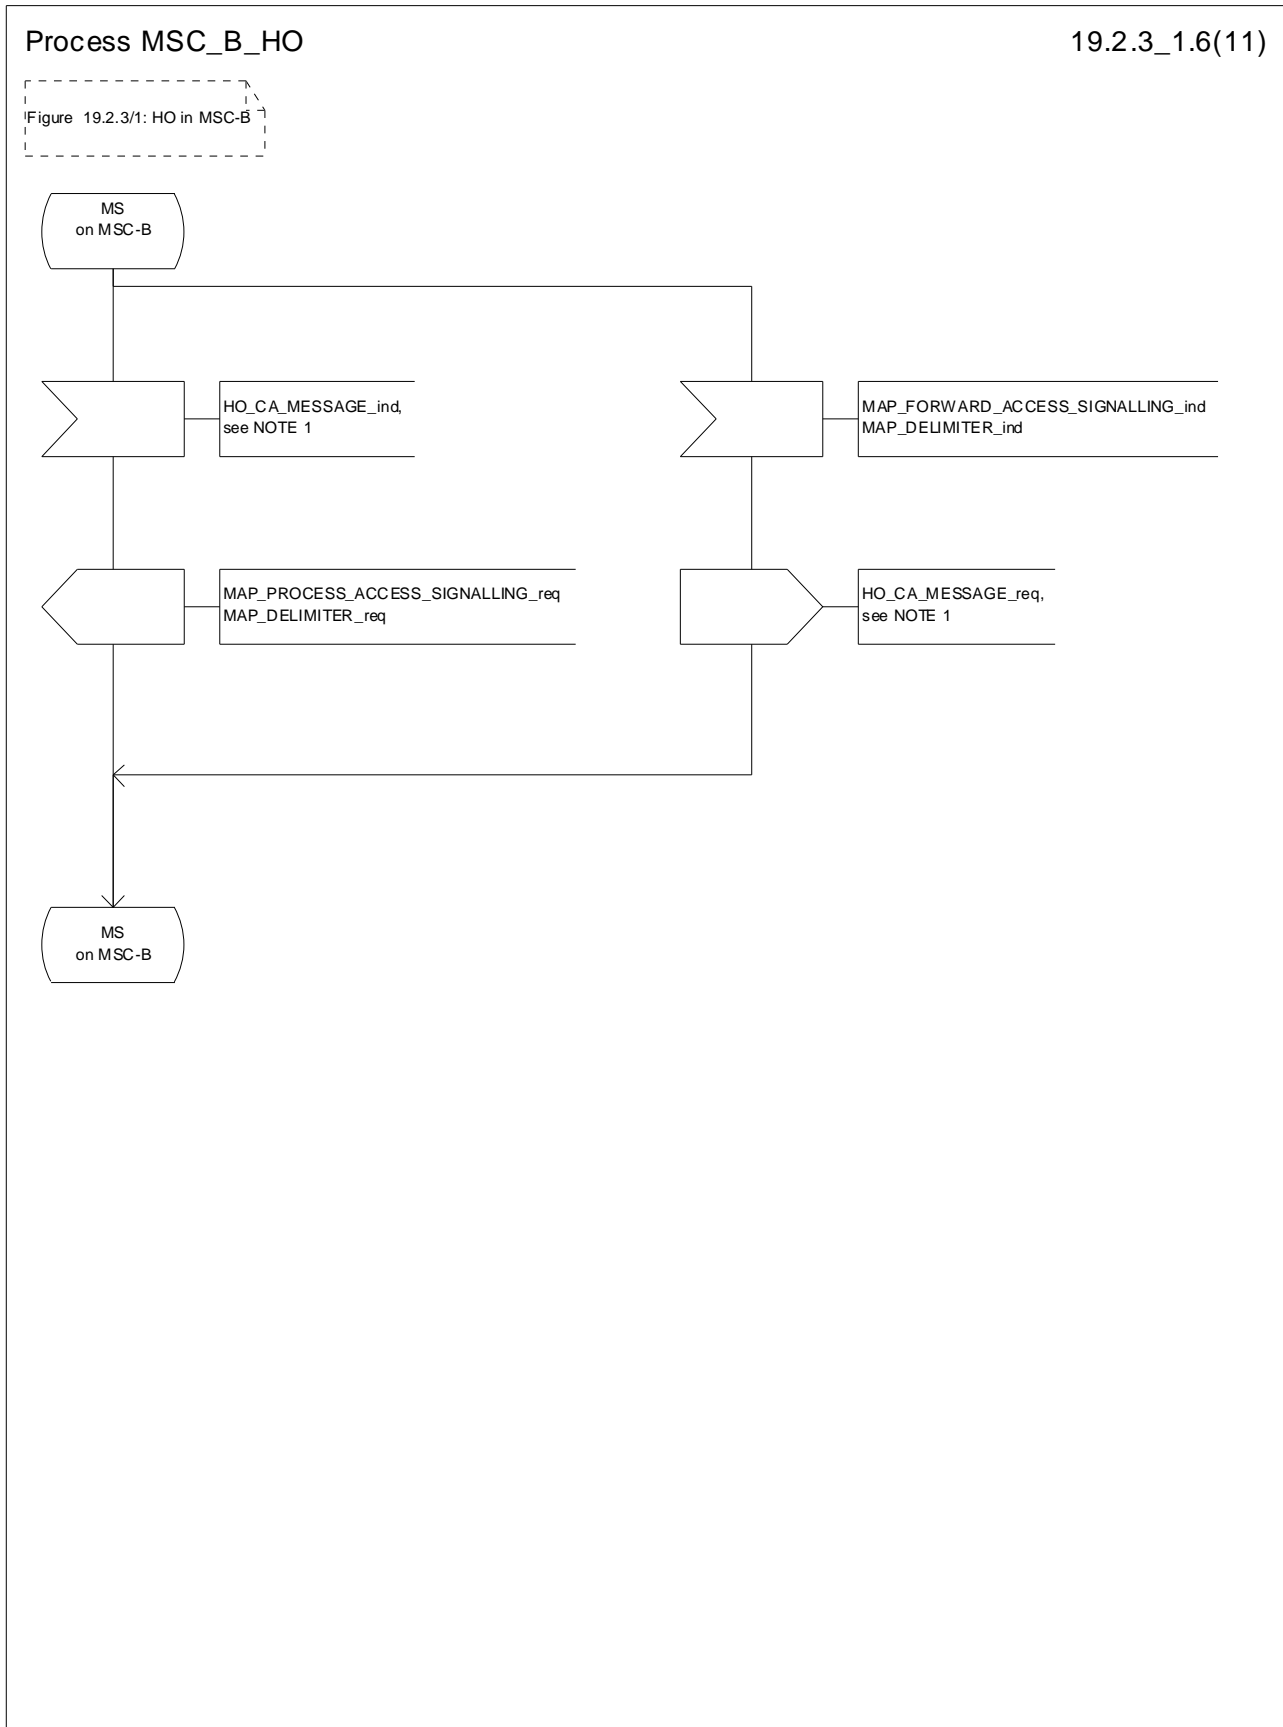 Process MSC_B_HO
19.2.3_1.6(11)
Figure 19.2.3/1: HO in MSC-B
MS
on MSC-B
HO_CA_MESSAGE_ind,
see NOTE 1
MAP_FORWARD_ACCESS_SIGNALLING_ind
MAP_DELIMITER_ind
MAP_PROCESS_ACCESS_SIGNALLING_req
MAP_DELIMITER_req
HO_CA_MESSAGE_req,
see NOTE 1
MS
on MSC-B